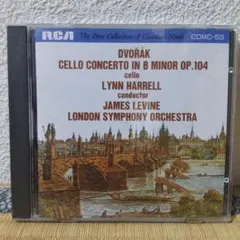 RCA
The Best Collection of Classical Music
CDMC-53
DVOŘÁK
CELLO CONCERTO IN B MINOR OP.104
cello
LYNN HARRELL
conductor
JAMES LEVINE
LONDON SYMPHONY ORCHESTRA